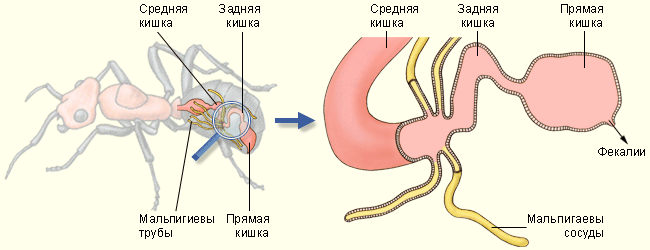 Средняя
кишка
Задняя
кишка
Мальпигиевы
трубы
Прямая
кишка
Средняя
кишка
Задняя
кишка
Прямая
кишка
Фекалии
Мальпигаевы
сосуды